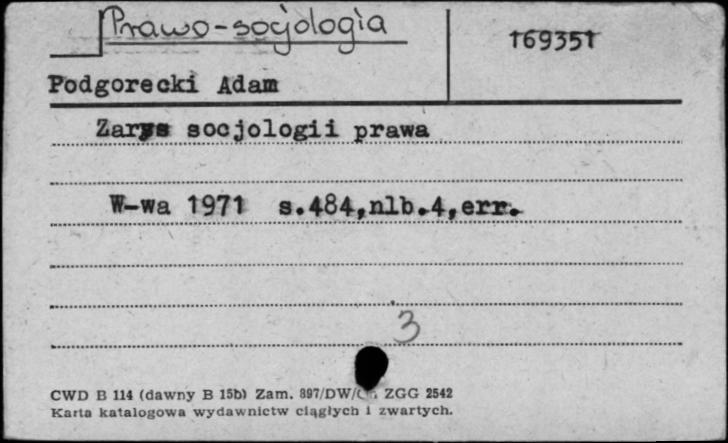 Prawo-socjologia
169351
Podgorecki Adam
Zarys socjologii prawa
W-wa 1971 s.484,nlb.4,err.
3
CWD B 114 (dawny B 15b) Zam. 897/DW/ ZGG 2542
Karta katalogowa wydawnictw ciągłych i zwartych.